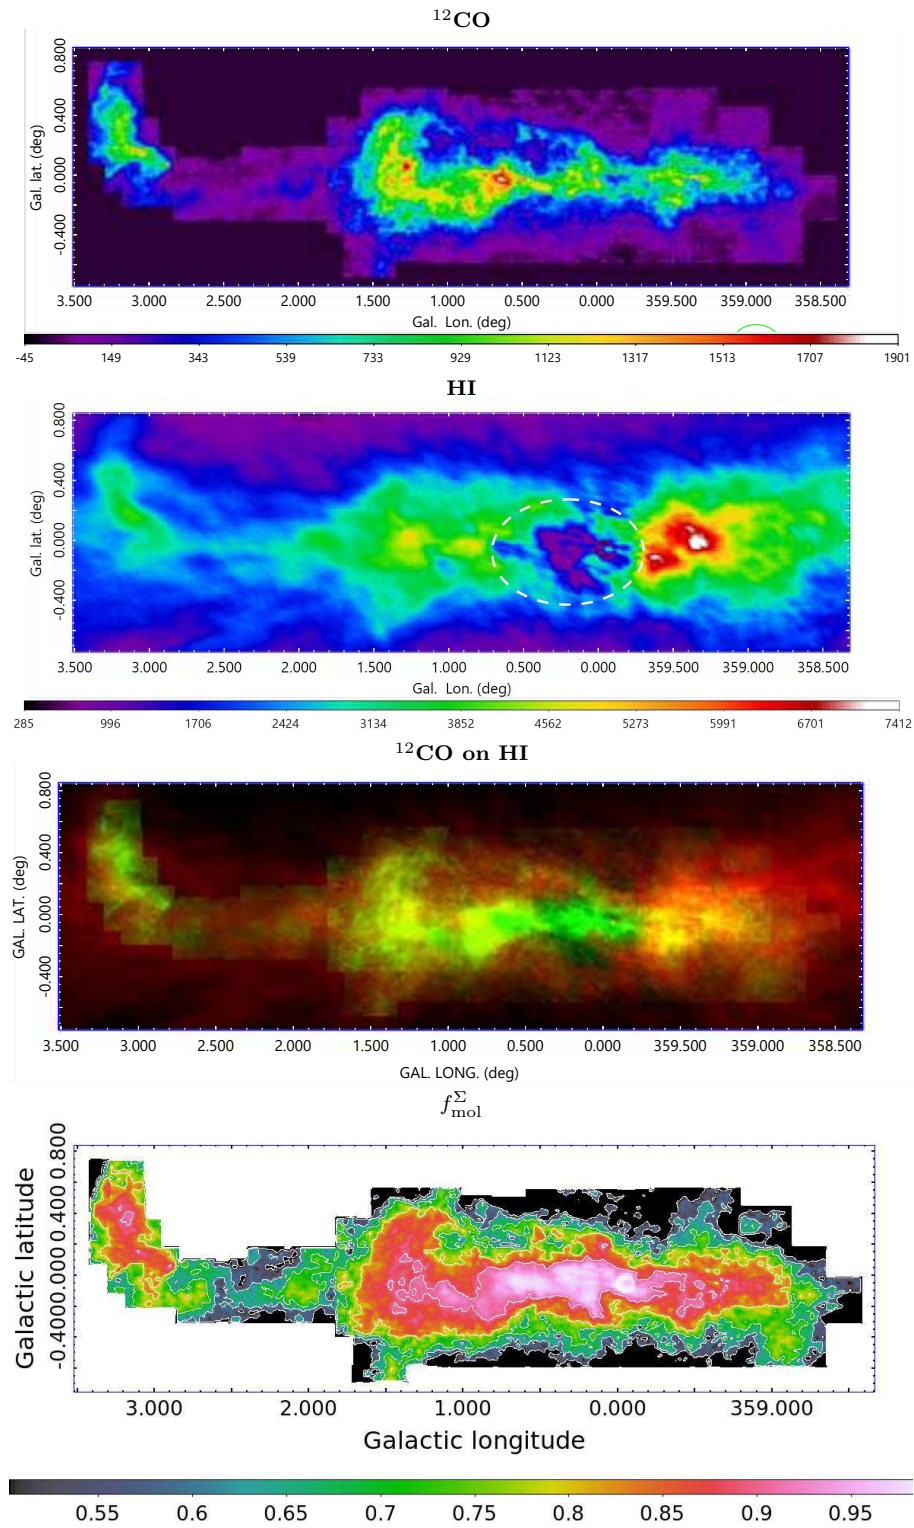 ¹²CO
0.800
0.400
0.000
-0.400
Gal. lat. (deg)
3.500 3.000 2.500 2.000 1.500 1.000 0.500 0.000 359.500 359.000 358.500
Gal. Lon. (deg)
-45 149 343 539 733 929 1123 1317 1513 1707 1901
HI
0.800
0.400
0.000
-0.400
Gal. lat. (deg)
3.500 3.000 2.500 2.000 1.500 1.000 0.500 0.000 359.500 359.000 358.500
Gal. Lon. (deg)
285 996 1706 2424 3134 3852 4562 5273 5991 6701 7412
¹²CO on HI
0.800
0.400
0.000
-0.400
GAL. LAT. (deg)
3.500 3.000 2.500 2.000 1.500 1.000 0.500 0.000 359.500 359.000 358.500
GAL. LONG. (deg)
f_mol^Σ
0.800
0.400
0.000
-0.400
Galactic latitude
3.000 2.000 1.000 0.000 359.000
Galactic longitude
0.55 0.6 0.65 0.7 0.75 0.8 0.85 0.9 0.95